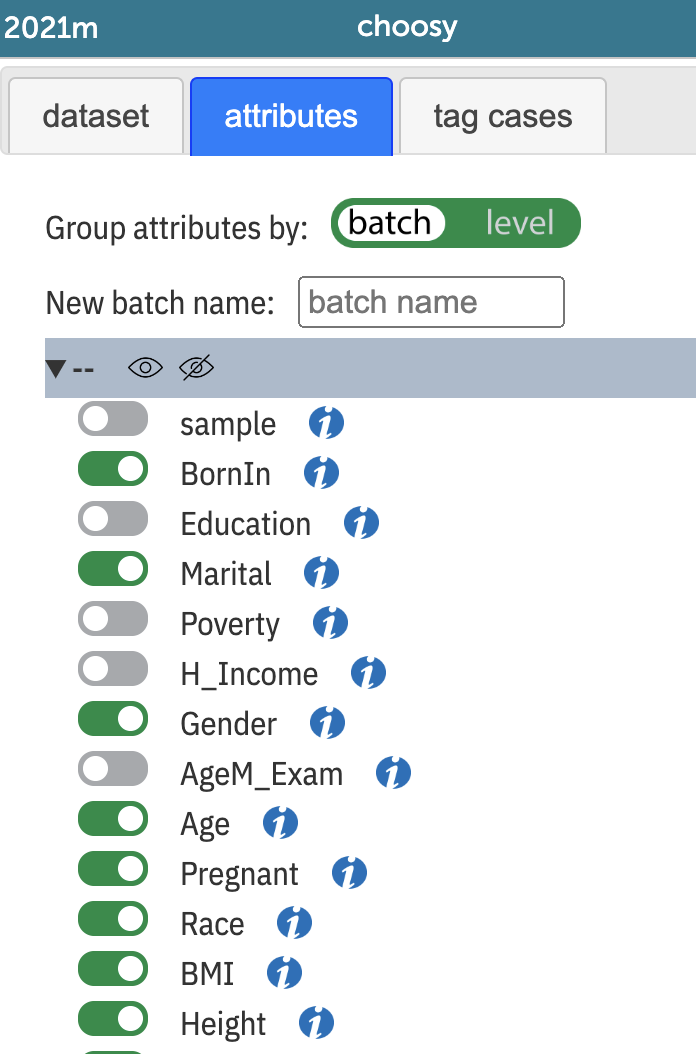 2021m choosy
dataset attributes tag cases
Group attributes by: batch level
New batch name: batch name
--
sample
BornIn
Education
Marital
Poverty
H_Income
Gender
AgeM_Exam
Age
Pregnant
Race
BMI
Height